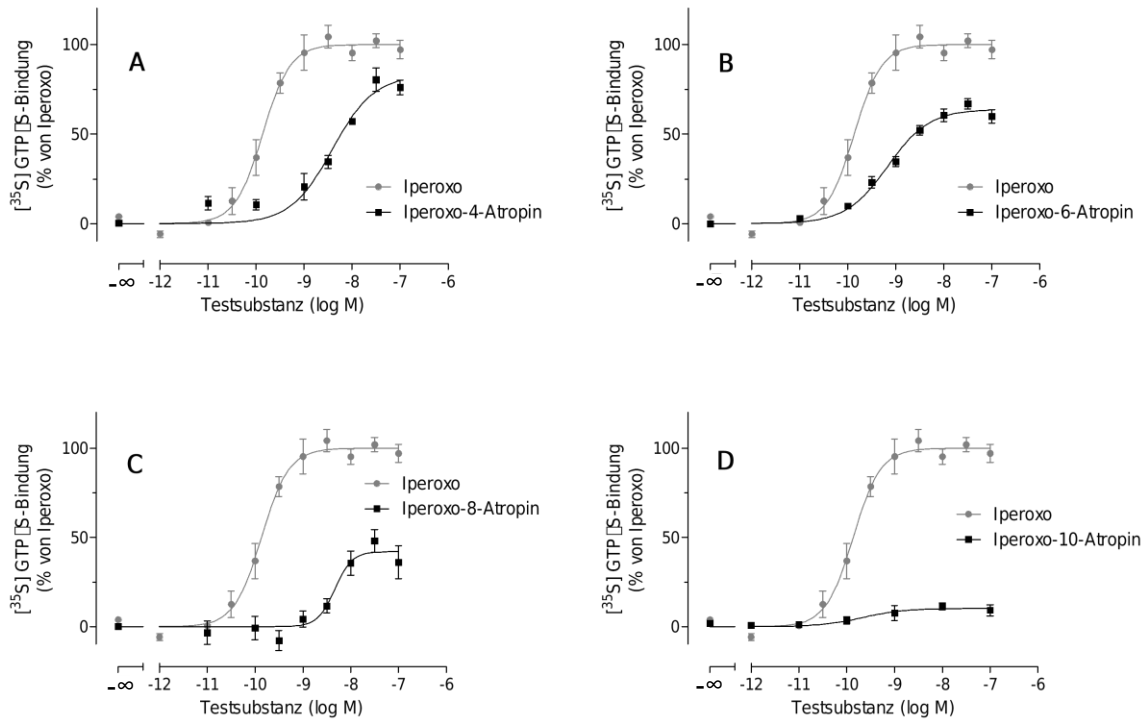 A
[³⁵S] GTP▯S-Bindung
(% von Iperoxo)
100
50
0
Iperoxo
Iperoxo-4-Atropin
-∞ -12 -11 -10 -9 -8 -7 -6
Testsubstanz (log M)
B
[³⁵S] GTP▯S-Bindung
(% von Iperoxo)
100
50
0
Iperoxo
Iperoxo-6-Atropin
-∞ -12 -11 -10 -9 -8 -7 -6
Testsubstanz (log M)
C
[³⁵S] GTP▯S-Bindung
(% von Iperoxo)
100
50
0
Iperoxo
Iperoxo-8-Atropin
-∞ -12 -11 -10 -9 -8 -7 -6
Testsubstanz (log M)
D
[³⁵S] GTP▯S-Bindung
(% von Iperoxo)
100
50
0
Iperoxo
Iperoxo-10-Atropin
-∞ -12 -11 -10 -9 -8 -7 -6
Testsubstanz (log M)